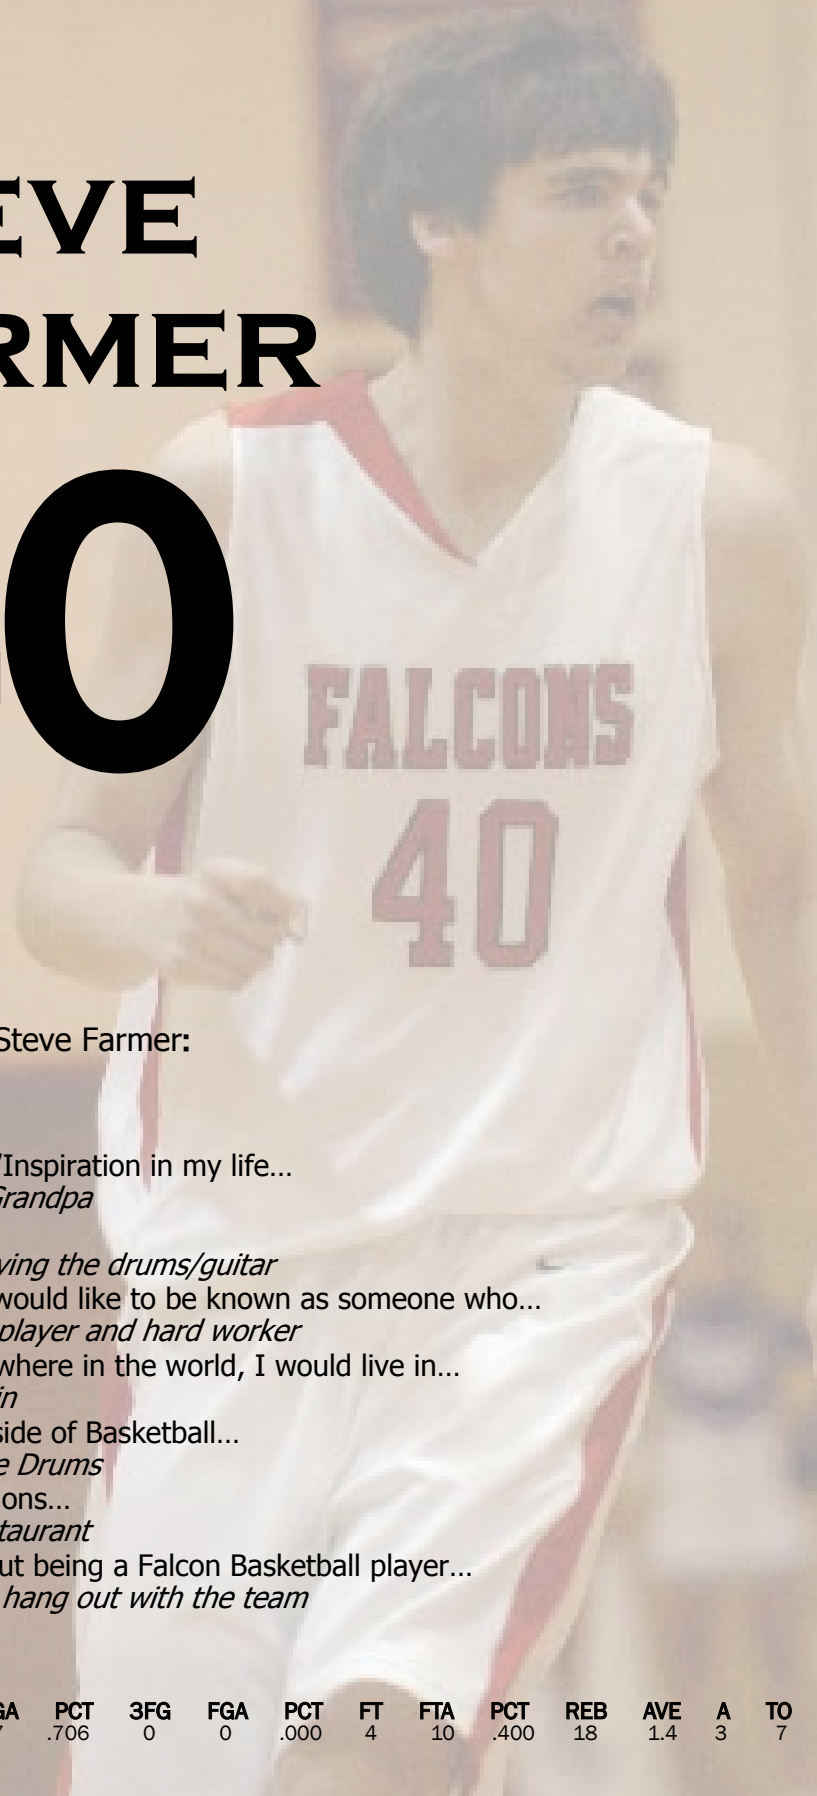 EVE
RMER
0
FALCONS
40
Steve Farmer:
/Inspiration in my life...
Grandpa
ying the drums/guitar
would like to be known as someone who...
player and hard worker
where in the world, I would live in...
in
side of Basketball...
e Drums
ons...
taurant
ut being a Falcon Basketball player...
hang out with the team
GA PCT 3FG FGA PCT FT FTA PCT REB AVE A TO
7 .706 0 0 .000 4 10 .400 18 1.4 3 7